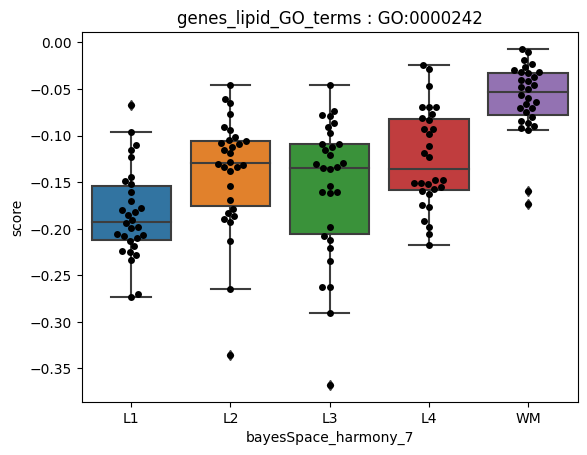 genes_lipid_GO_terms : GO:0000242
0.00
−0.05
−0.10
−0.15
−0.20
−0.25
−0.30
−0.35
score
L1 L2 L3 L4 WM
bayesSpace_harmony_7